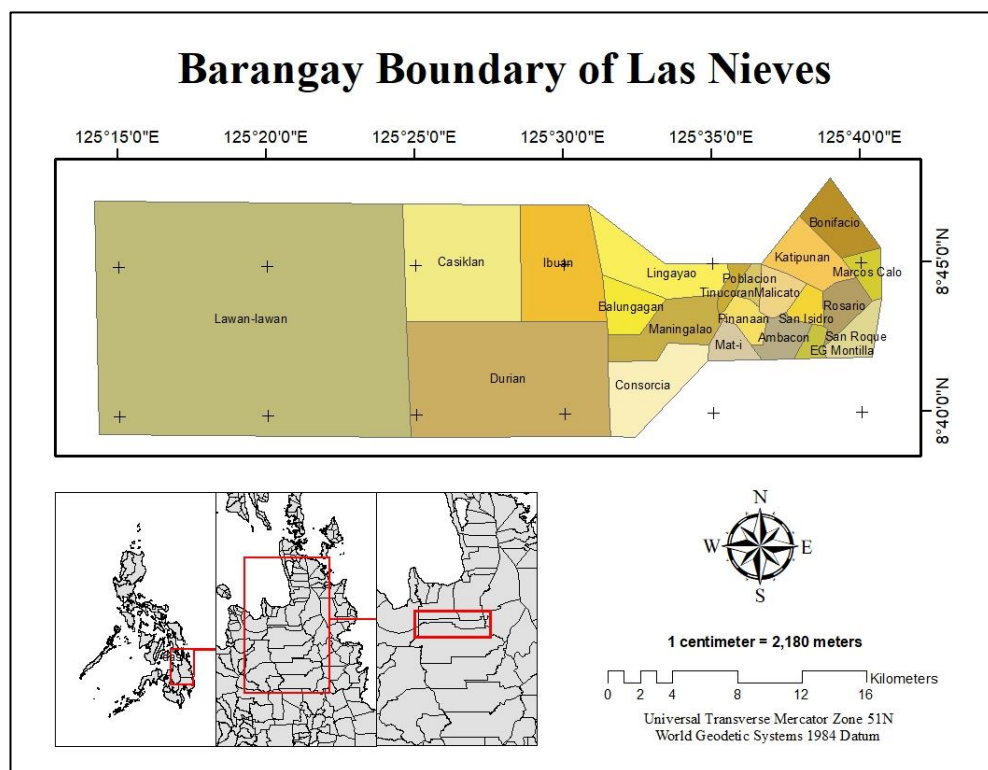 Barangay Boundary of Las Nieves
125°15'0"E 125°20'0"E 125°25'0"E 125°30'0"E 125°35'0"E 125°40'0"E
Bonifacio
Katipunan
8°45'0"N
Casiklan
Ibuan
Lingayao
Poblacion
Marcos Calo
Tinucoran
Malicato
Balungagan
Rosario
Lawan-lawan
Pinanaan
San Isidro
Maningalao
Mat-i
Ambacon
San Roque
EG Montilla
Durian
Consorcia
8°40'0"N
N
W E
S
1 centimeter = 2,180 meters
Kilometers
0 1 2 4 8 12 16
Universal Transverse Mercator Zone 51N
World Geodetic Systems 1984 Datum